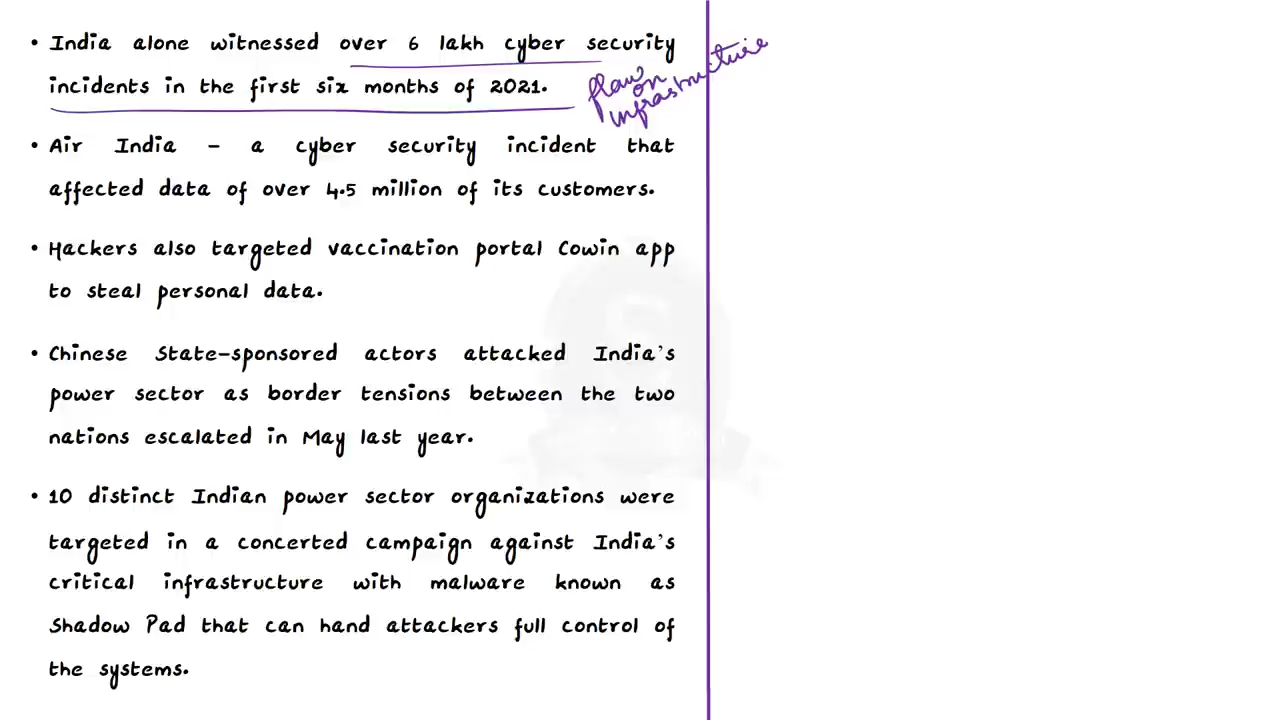 • India alone witnessed over 6 lakh cyber security
incidents in the first six months of 2021.
flaw
on
infrastructure
• Air India - a cyber security incident that
affected data of over 4.5 million of its customers.
• Hackers also targeted vaccination portal Cowin app
to steal personal data.
• Chinese State-sponsored actors attacked India's
power sector as border tensions between the two
nations escalated in May last year.
• 10 distinct Indian power sector organizations were
targeted in a concerted campaign against India's
critical infrastructure with malware known as
Shadow Pad that can hand attackers full control of
the systems.